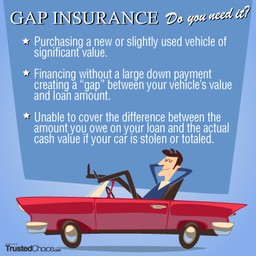 GAP INSURANCE Do you need it?
★ Purchasing a new or slightly used vehicle of
significant value.
★ Financing without a large down payment
creating a “gap” between your vehicle’s value
and loan amount.
★ Unable to cover the difference between the
amount you owe on your loan and the actual
cash value if your car is stolen or totaled.
TrustedChoice.com